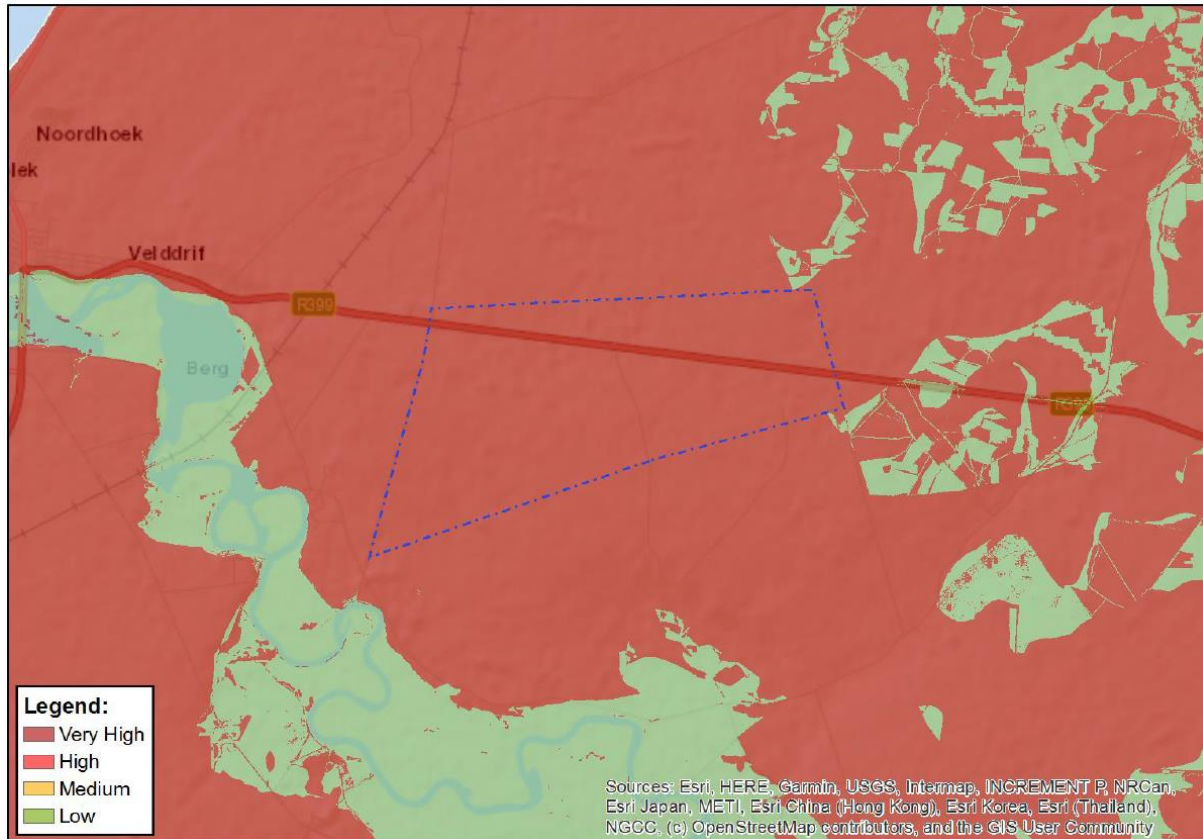 Noordhoek
lek
Velddrif
R399
Berg
Legend:
Very High
High
Medium
Low
Sources: Esri, HERE, Garmin, USGS, Intermap, INCREMENT P, NRCan,
Esri Japan, METI, Esri China (Hong Kong), Esri Korea, Esri (Thailand),
NGCC, (c) OpenStreetMap contributors, and the GIS User Community